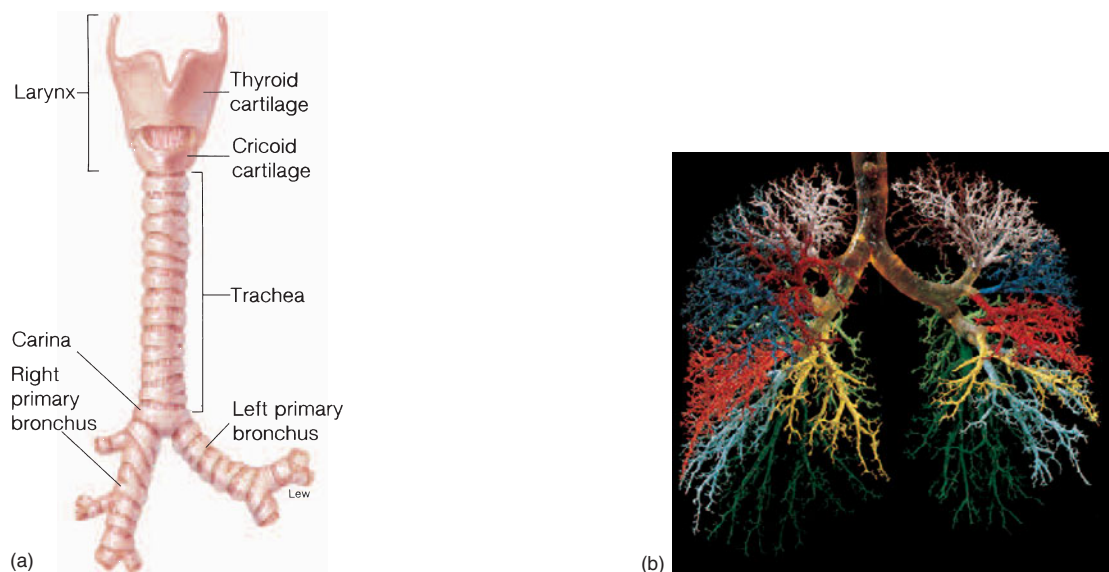 Larynx
Thyroid
cartilage
Cricoid
cartilage
Trachea
Carina
Right
primary
bronchus
Left primary
bronchus
Lew
(a)
(b)